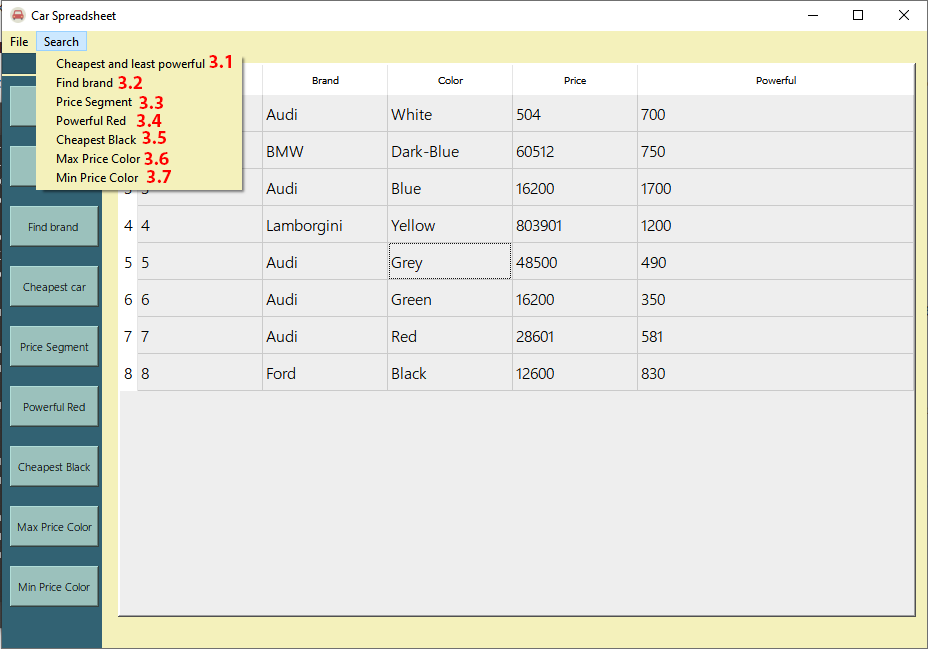 Car Spreadsheet
File Search
Cheapest and least powerful 3.1
Find brand 3.2
Price Segment 3.3
Powerful Red 3.4
Cheapest Black 3.5
Max Price Color 3.6
Min Price Color 3.7
Brand Color Price Powerful
Audi White 504 700
BMW Dark-Blue 60512 750
Audi Blue 16200 1700
4 4 Lamborgini Yellow 803901 1200
5 5 Audi Grey 48500 490
6 6 Audi Green 16200 350
7 7 Audi Red 28601 581
8 8 Ford Black 12600 830
Find brand
Cheapest car
Price Segment
Powerful Red
Cheapest Black
Max Price Color
Min Price Color